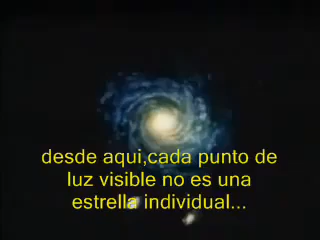 desde aqui,cada punto de
luz visible no es una
estrella individual...